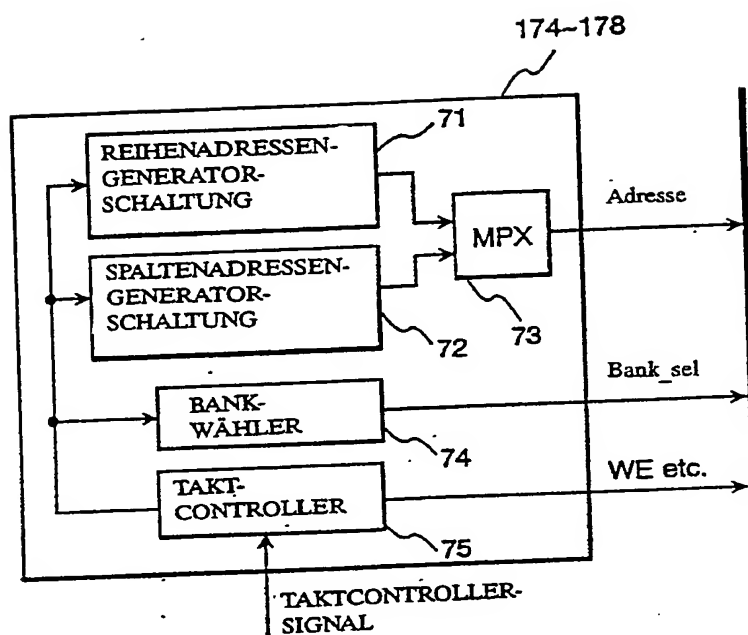 174~178
REIHENADRESSEN-
GENERATOR-
SCHALTUNG
71
MPX
73
Adresse
SPALTENADRESSEN-
GENERATOR-
SCHALTUNG
72
BANK-
WÄHLER
74
Bank_sel
TAKT-
CONTROLLER
75
WE etc.
TAKTCONTROLLER-
SIGNAL